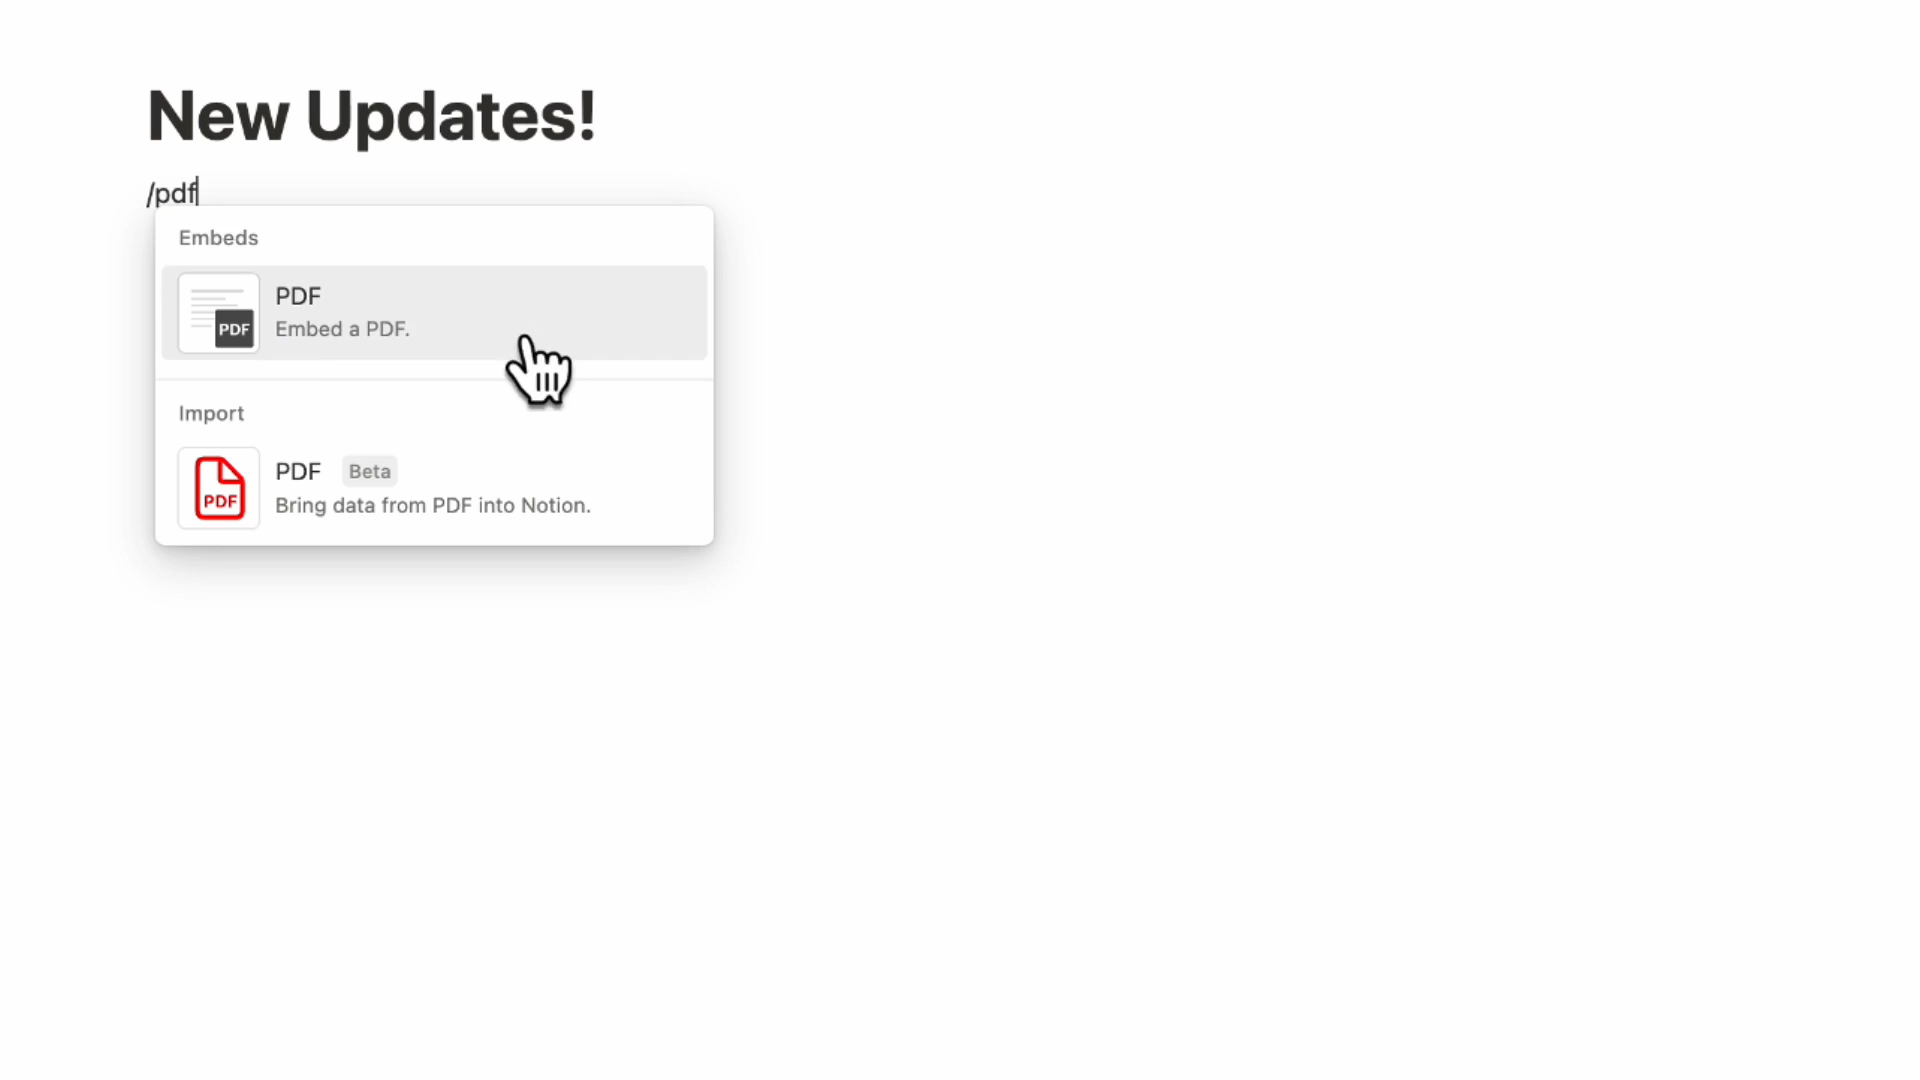 New Updates!
/pdf
Embeds
PDF
PDF
Embed a PDF.
Import
PDF
PDF Beta
Bring data from PDF into Notion.